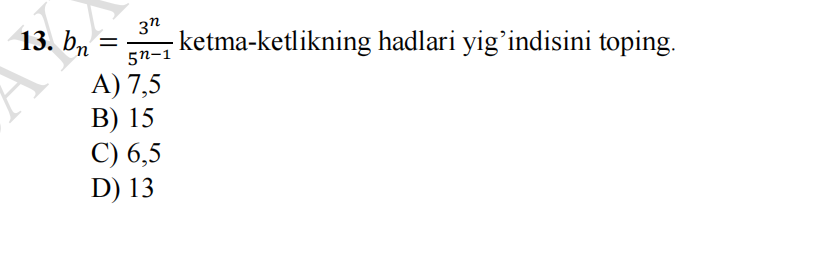 13. bₙ = 3ⁿ/5ⁿ⁻¹ ketma-ketlikning hadlari yig’indisini toping.
A) 7,5
B) 15
C) 6,5
D) 13